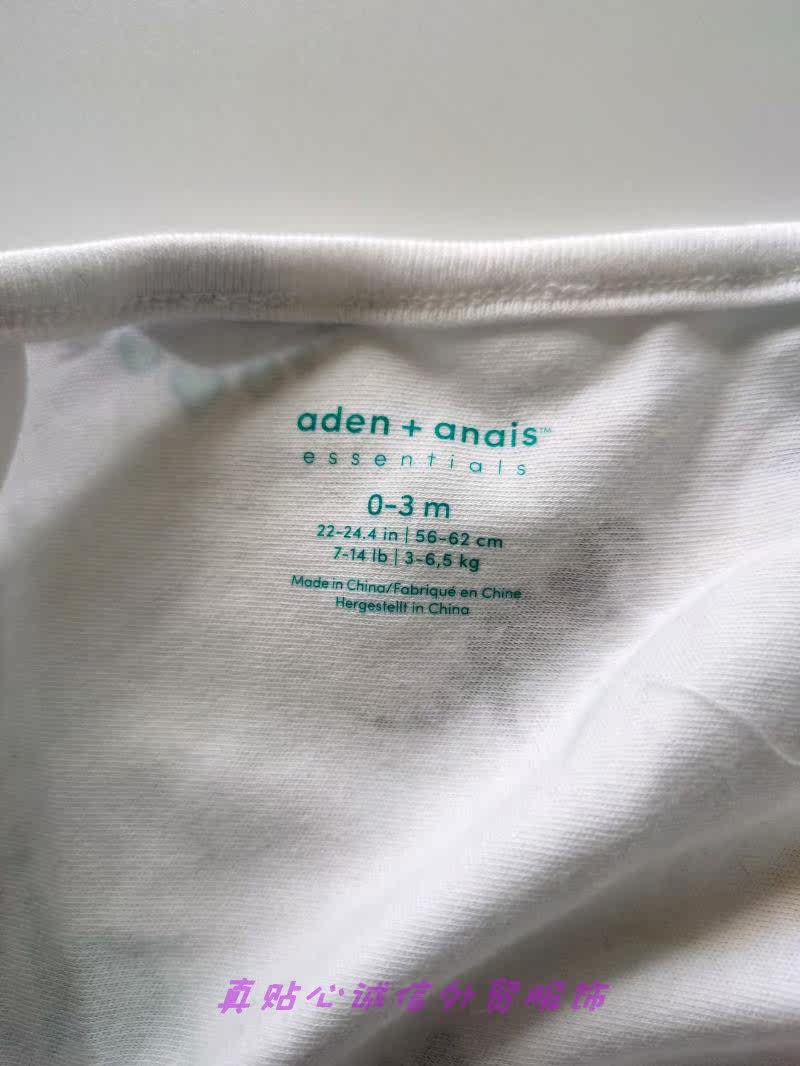 aden + anais™
essentials
0-3 m
22-24.4 in | 56-62 cm
7-14 lb | 3-6,5 kg
Made in China/Fabriqué en Chine
Hergestellt in China
真贴心诚信外贸服饰